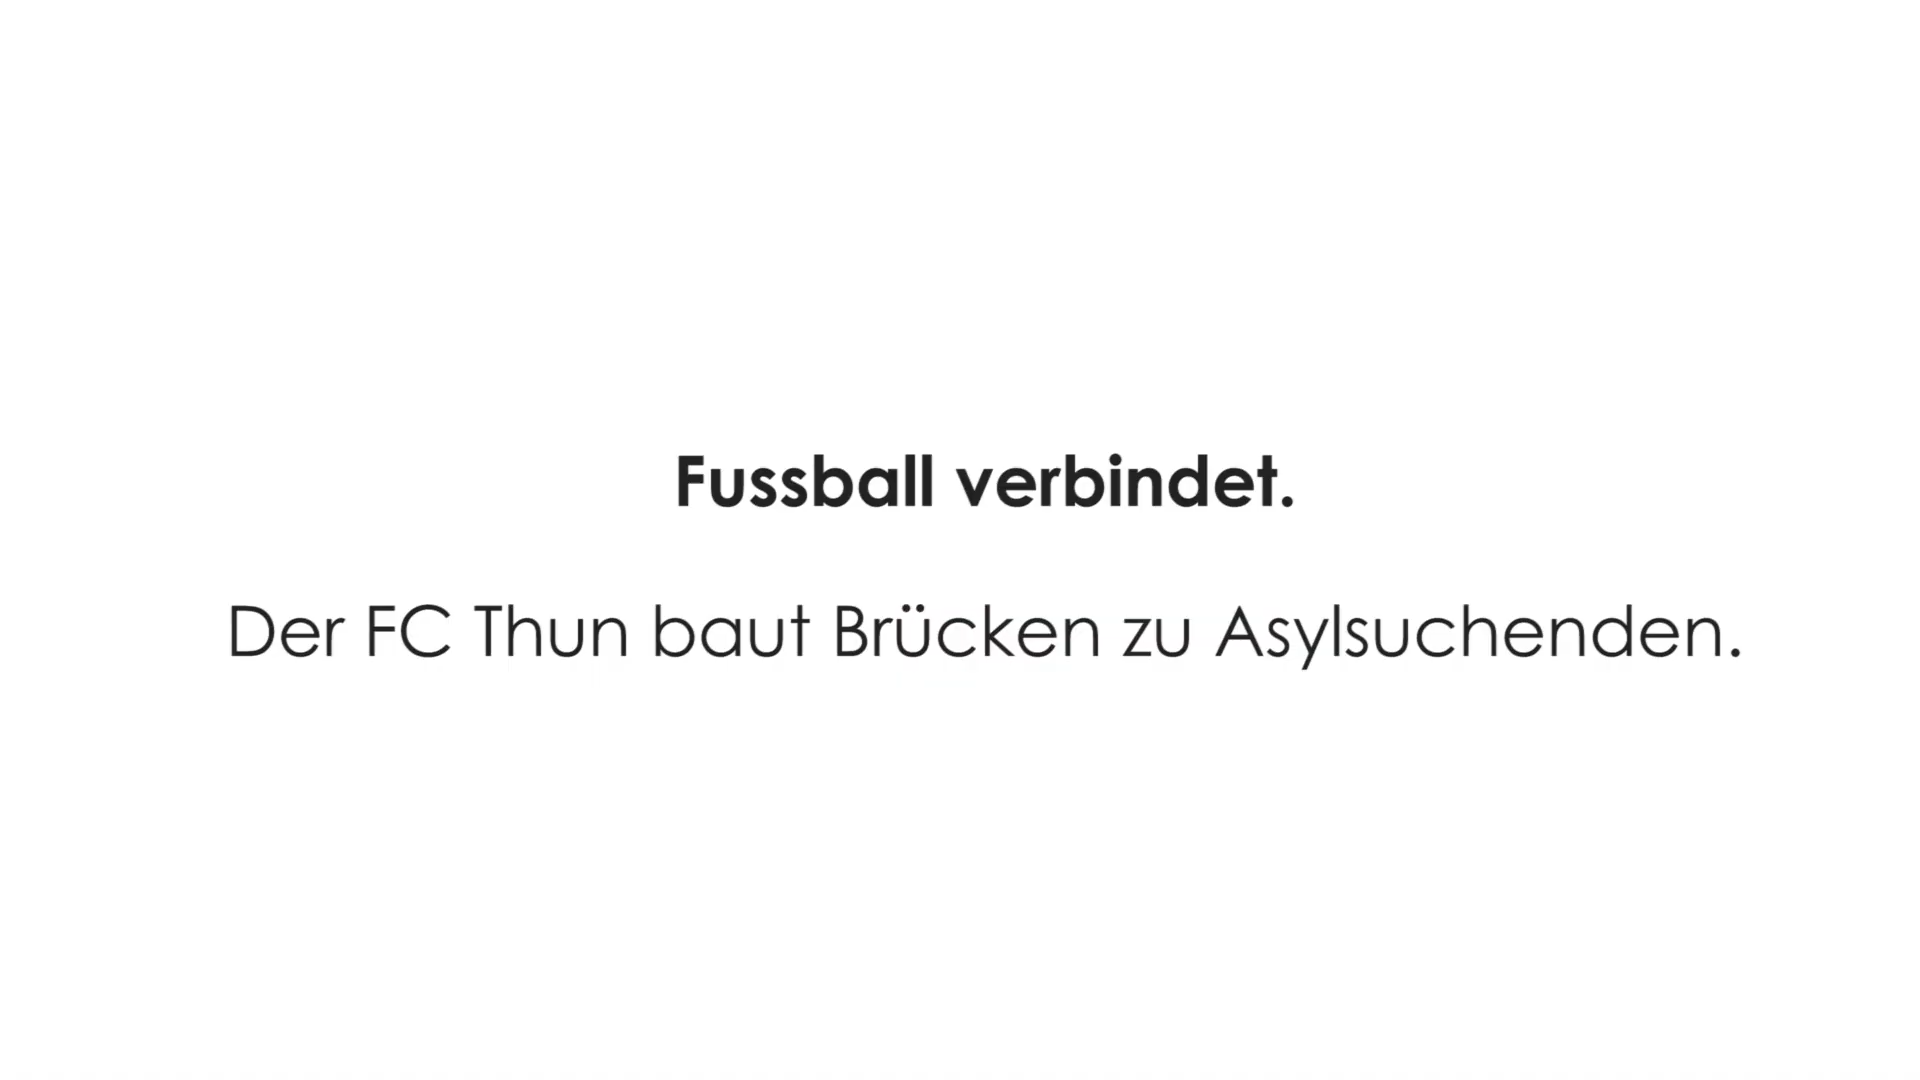 Fussball verbindet.
Der FC Thun baut Brücken zu Asylsuchenden.